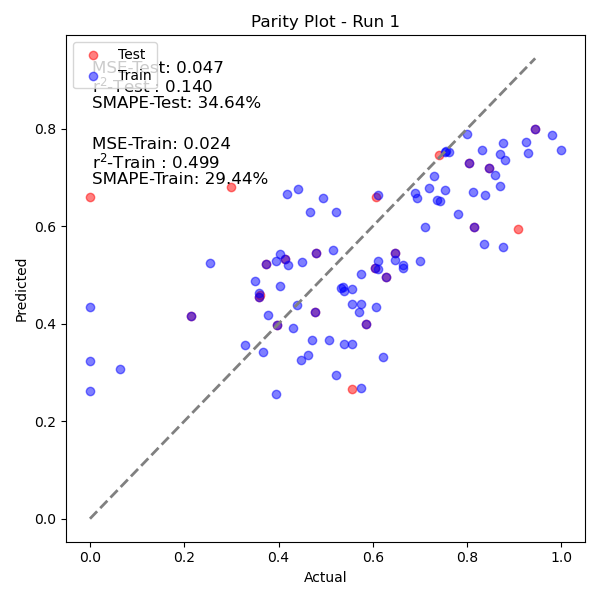 Parity Plot - Run 1
Test
Train
MSE-Test: 0.047
r²-Test : 0.140
SMAPE-Test: 34.64%
MSE-Train: 0.024
r²-Train : 0.499
SMAPE-Train: 29.44%
Predicted
0.8
0.6
0.4
0.2
0.0
0.0 0.2 0.4 0.6 0.8 1.0
Actual